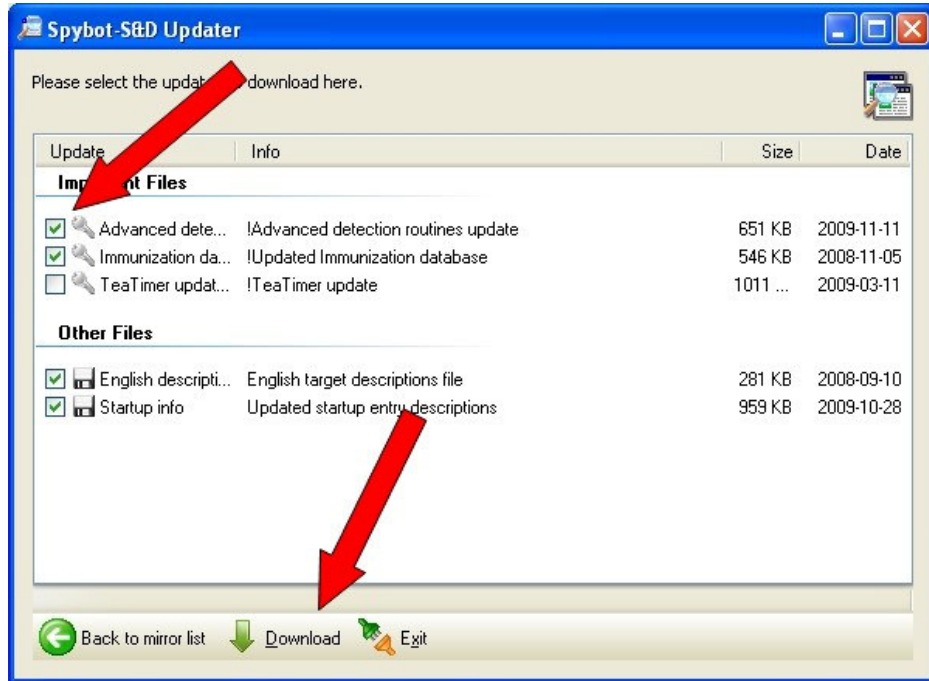 Spybot-S&D Updater
Please select the updat download here.
Update Info Size Date
Files
Advanced dete... !Advanced detection routines update 651 KB 2009-11-11
Immunization da... !Updated Immunization database 546 KB 2008-11-05
TeaTimer updat... !TeaTimer update 1011 ... 2009-03-11
Other Files
English descripti... English target descriptions file 281 KB 2008-09-10
Startup info Updated startup entry descriptions 959 KB 2009-10-28
Back to mirror list Download Exit